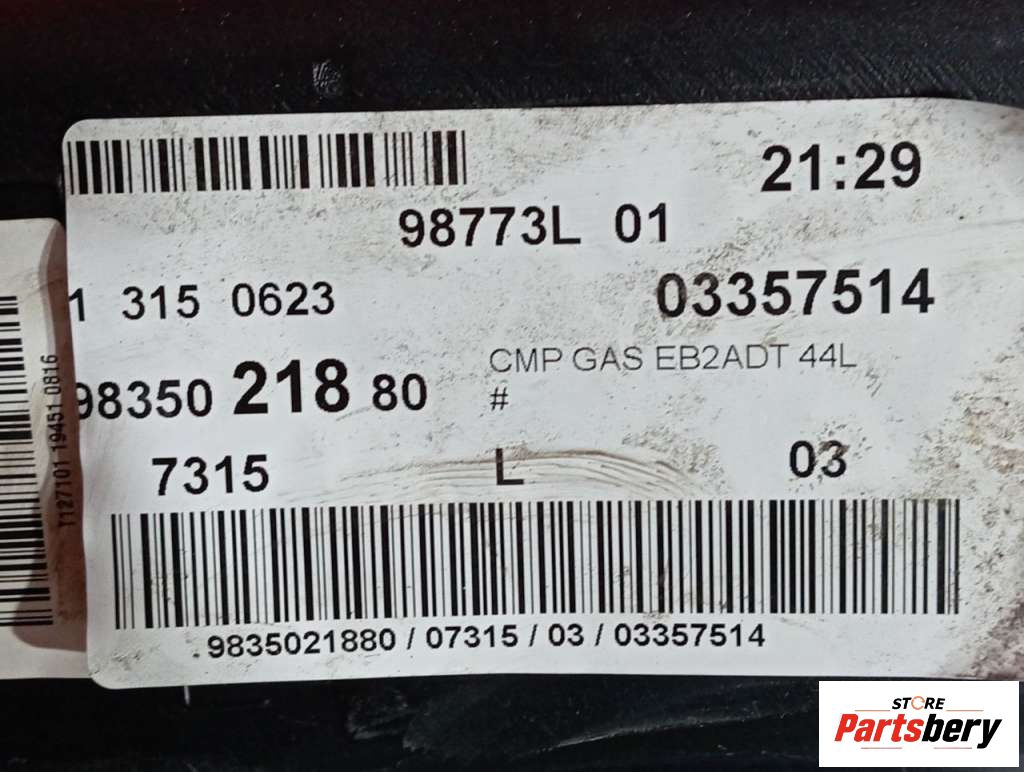 21:29
98773L 01
1 315 0623
03357514
98350 218 80
CMP GAS EB2ADT 44L
#
7315 L 03
9835021880 / 07315 / 03 / 03357514
T127101 19451 0816
STORE
Partsbery